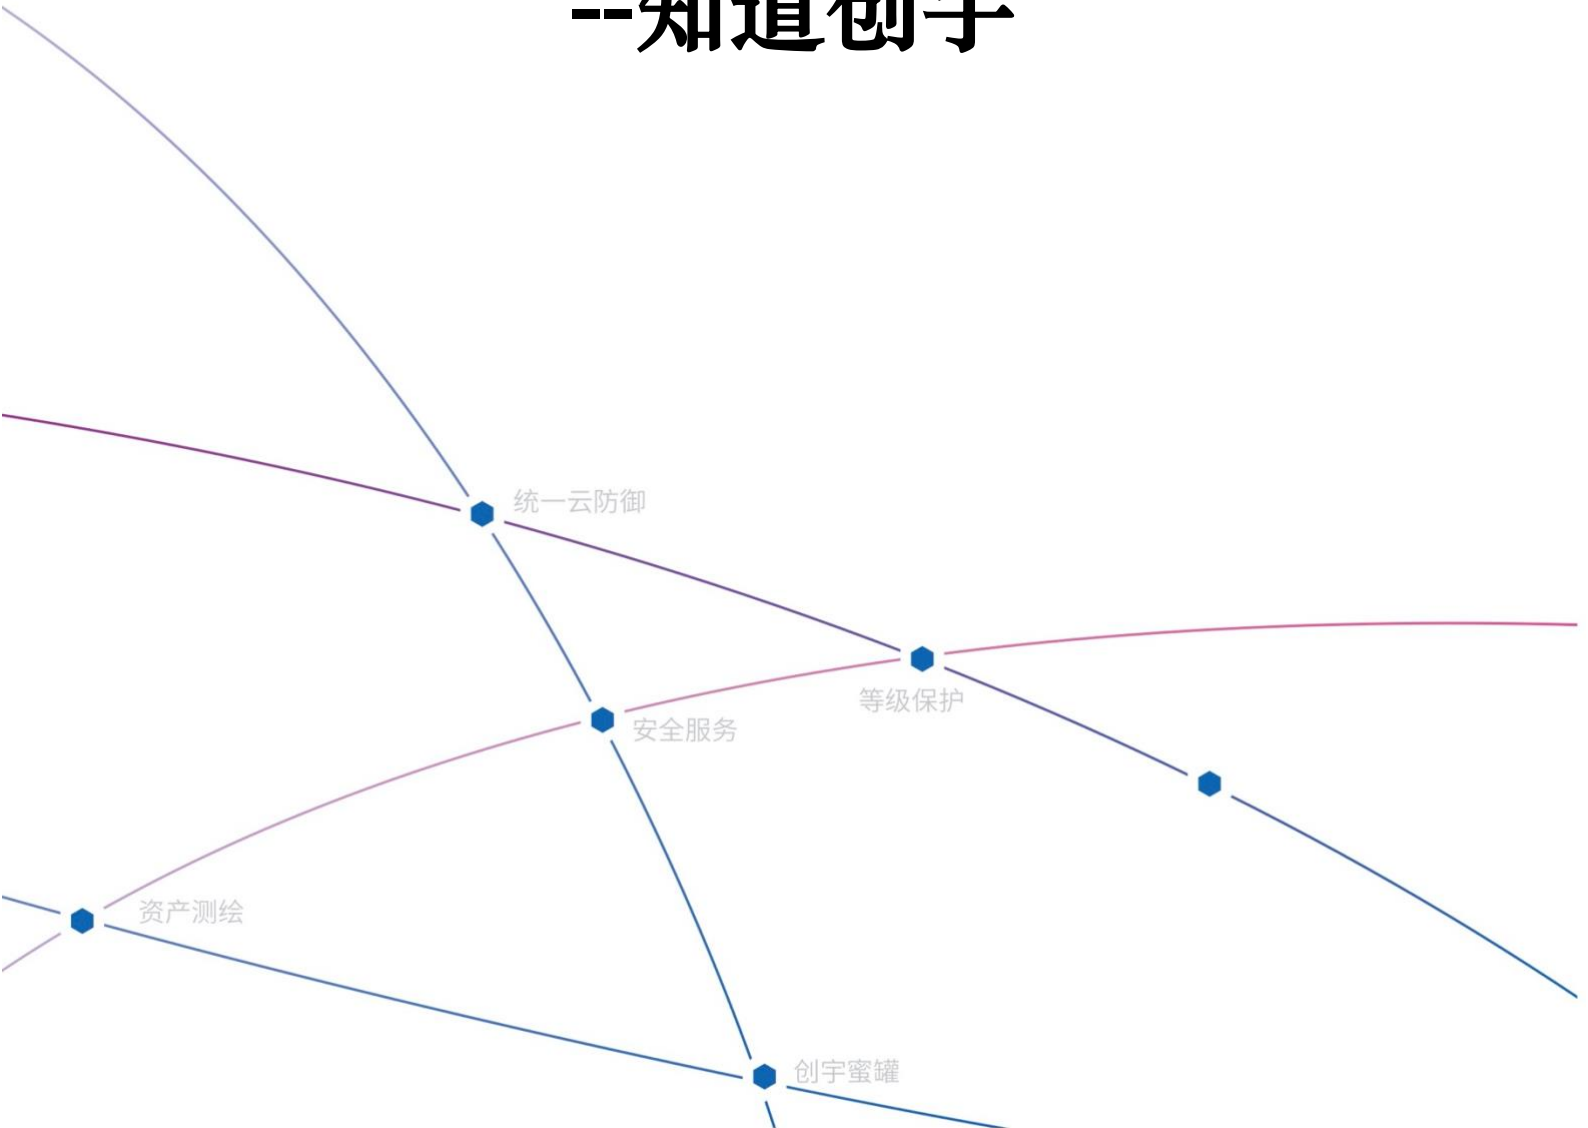 --知道创宇
统一云防御
等级保护
安全服务
资产测绘
创宇蜜罐